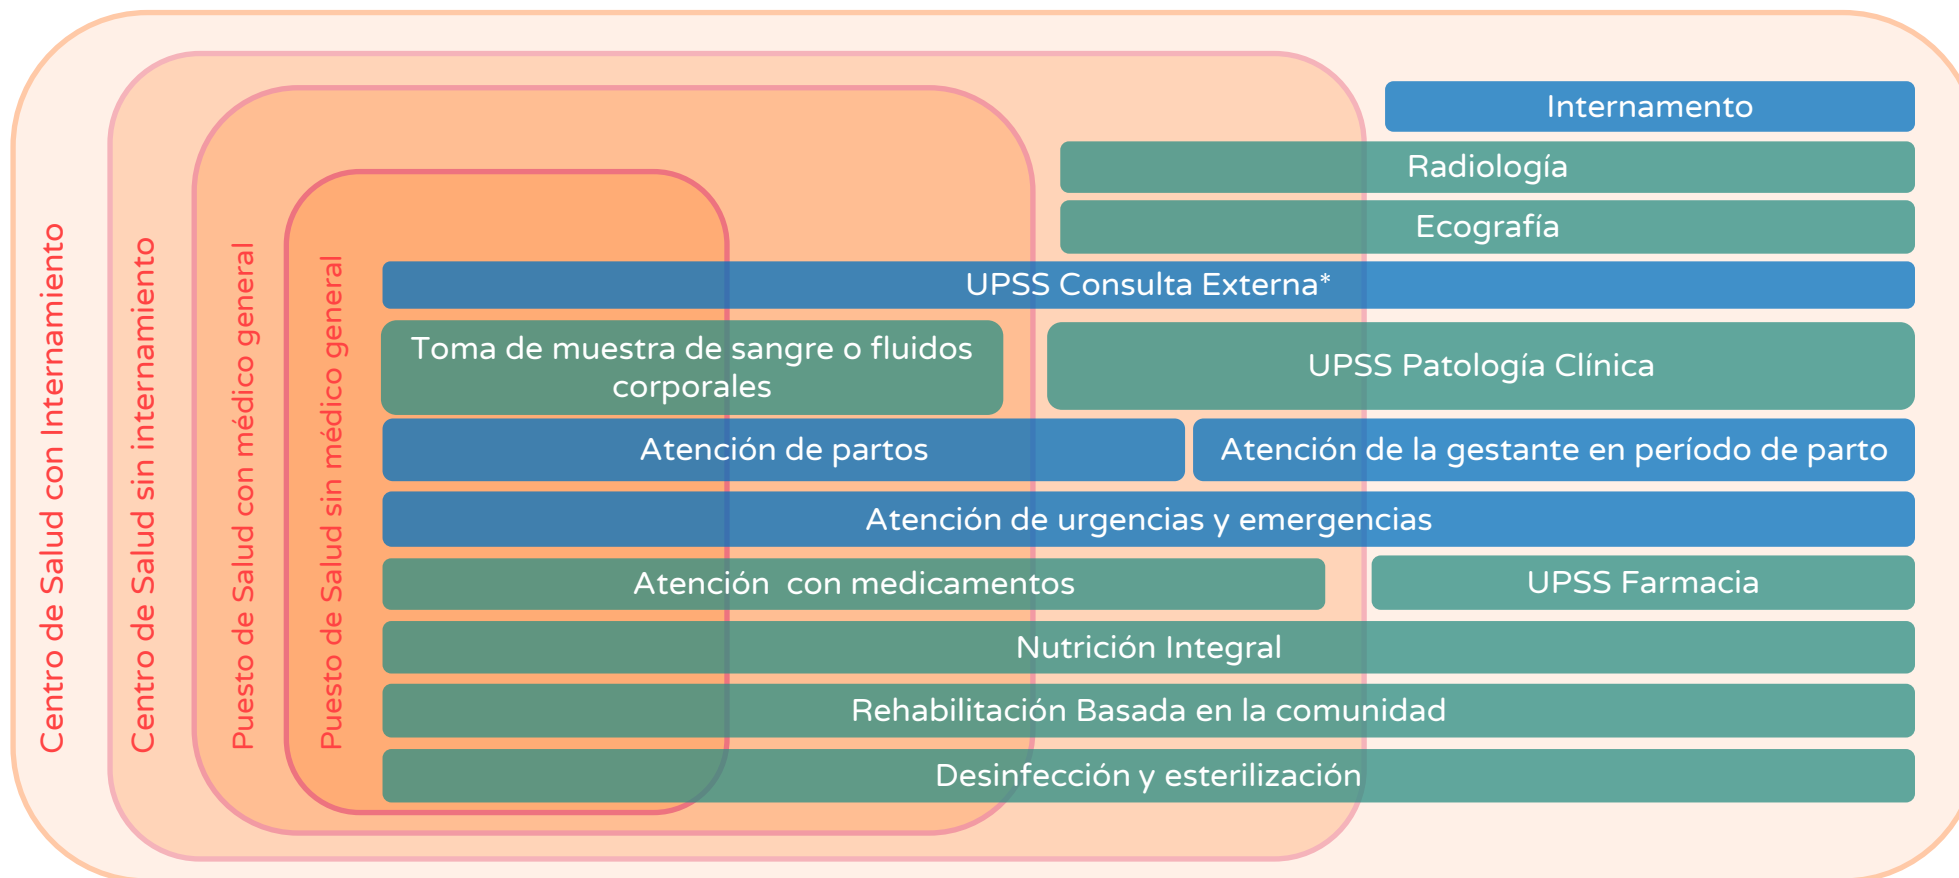 Centro de Salud con Internamiento
Centro de Salud sin internamiento
Puesto de Salud con médico general
Puesto de Salud sin médico general
Internamento
Radiología
Ecografía
UPSS Consulta Externa*
Toma de muestra de sangre o fluidos
corporales
UPSS Patología Clínica
Atención de partos
Atención de la gestante en período de parto
Atención de urgencias y emergencias
Atención  con medicamentos
UPSS Farmacia
Nutrición Integral
Rehabilitación Basada en la comunidad
Desinfección y esterilización